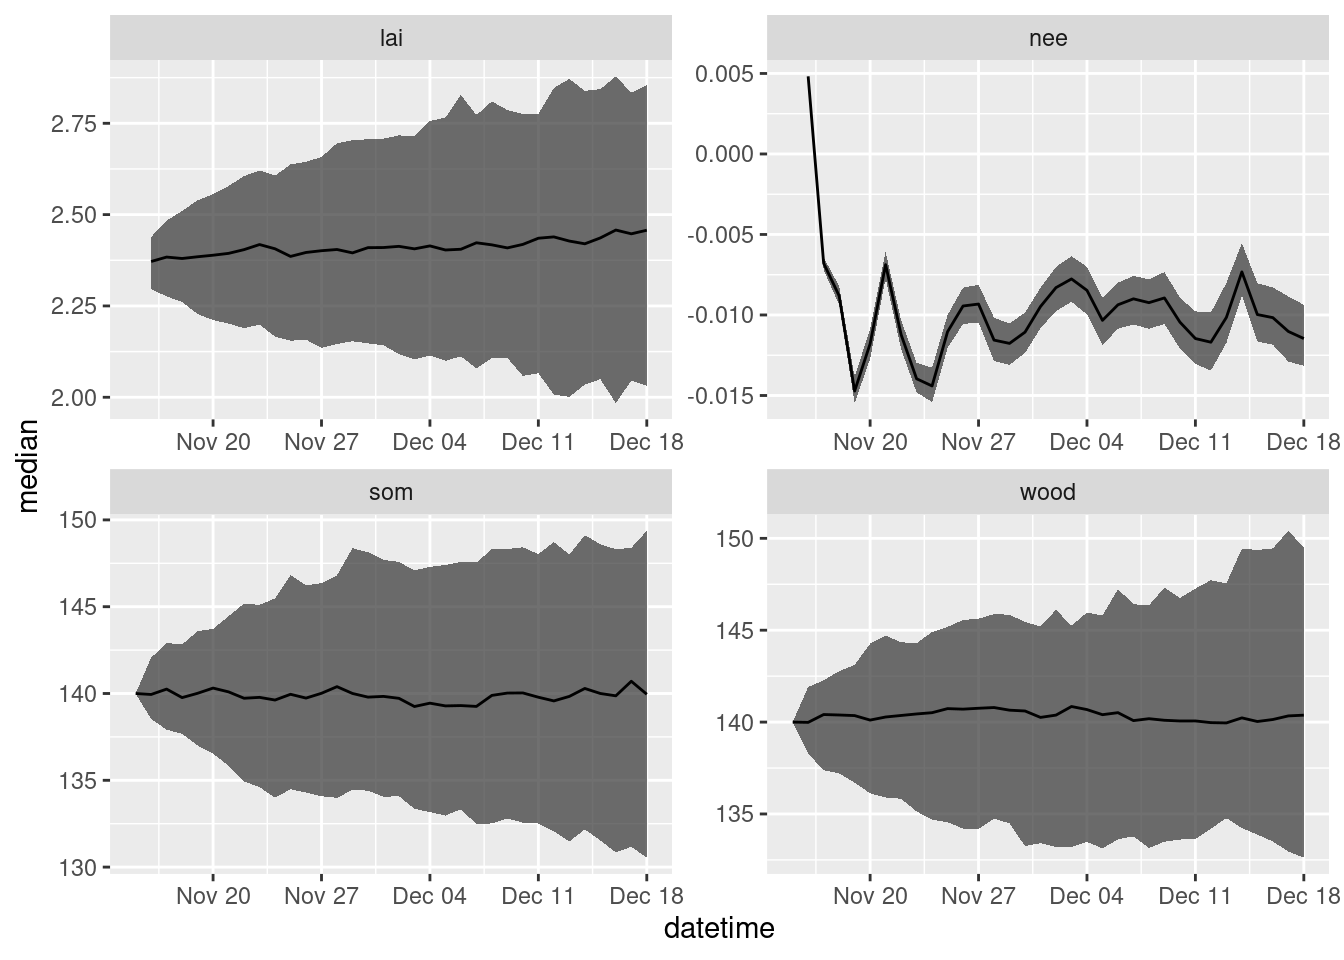 lai
nee
2.75
2.50
2.25
2.00
0.005
0.000
-0.005
-0.010
-0.015
Nov 20 Nov 27 Dec 04 Dec 11 Dec 18
Nov 20 Nov 27 Dec 04 Dec 11 Dec 18
median
som
wood
150
145
140
135
130
150
145
140
135
Nov 20 Nov 27 Dec 04 Dec 11 Dec 18
Nov 20 Nov 27 Dec 04 Dec 11 Dec 18
datetime